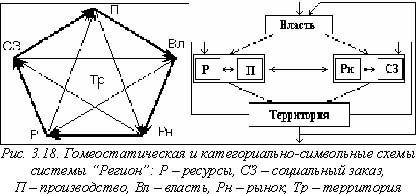 П
СЗ
Вл
Тр
Р
Рн
Власть
Р
П
Рн
СЗ
Территория
Рис. 3.18. Гомеостатическая и категориально-символьные схемы
системы "Регион": Р – ресурсы, СЗ – социальный заказ,
П – производство, Вл – власть, Рн – рынок, Тр – территория